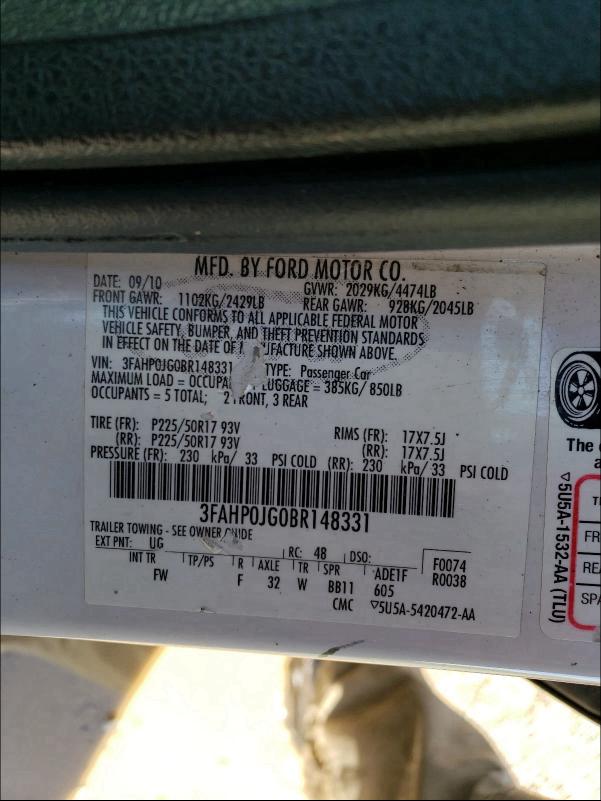 MFD. BY FORD MOTOR CO.
DATE: 09/10 GVWR: 2029KG/4474LB
FRONT GAWR: 1102KG/2429LB REAR GAWR: 928KG/2045LB
THIS VEHICLE CONFORMS TO ALL APPLICABLE FEDERAL MOTOR
VEHICLE SAFETY, BUMPER, AND THEFT PREVENTION STANDARDS
IN EFFECT ON THE DATE OF MANUFACTURE SHOWN ABOVE.
VIN: 3FAHP0JG0BR148331 TYPE: Passenger Car
MAXIMUM LOAD = OCCUPA LUGGAGE = 385KG/ 850LB
OCCUPANTS = 5 TOTAL; 2 FRONT, 3 REAR
TIRE (FR): P225/50R17 93V RIMS (FR): 17X7.5J
(RR): P225/50R17 93V (RR): 17X7.5J
PRESSURE (FR): 230 kPa/ 33 PSI COLD (RR): 230 kPa/ 33 PSI COLD
3FAHP0JG0BR148331
TRAILER TOWING - SEE OWNER GUIDE
EXT PNT: UG RC: 48 DSO: F0074
INT TR TP/PS R AXLE TR SPR ADE1F R0038
FW F 32 W BB11 605
CMC ▽5U5A-5420472-AA
The
a
▽5U5A-1532-AA (TLU)
TI
FR
REA
SPA